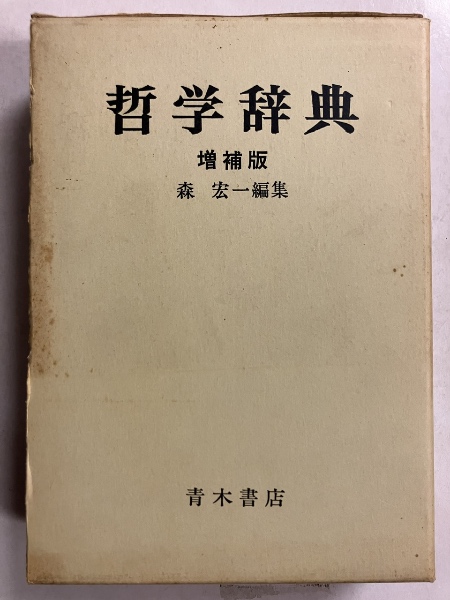 哲学辞典
増補版
森 宏一編集
青木書店